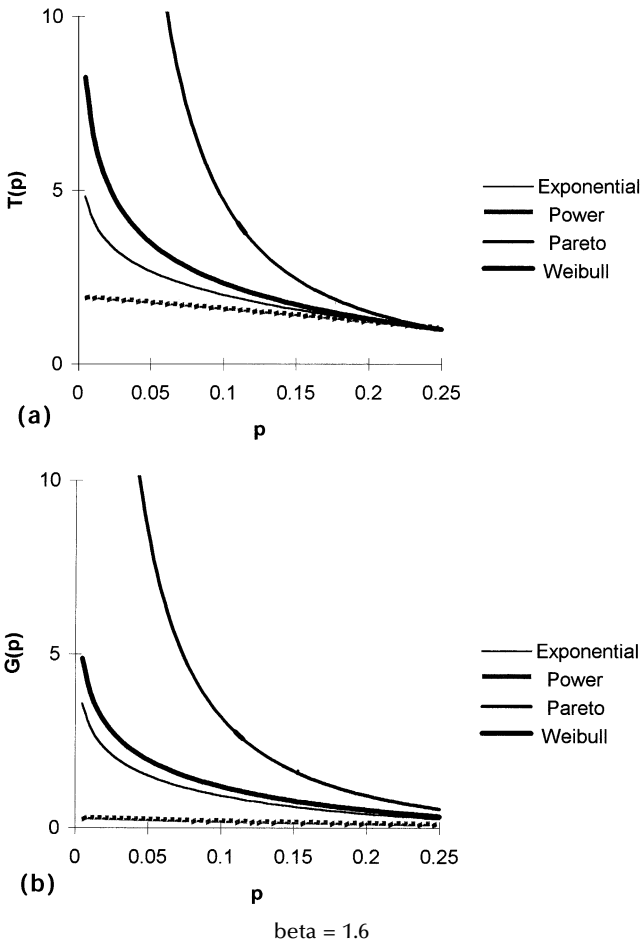 10
T(p)
5
0
0 0.05 0.1 0.15 0.2 0.25
p
(a)
Exponential
Power
Pareto
Weibull
10
G(p)
5
0
0 0.05 0.1 0.15 0.2 0.25
p
(b)
Exponential
Power
Pareto
Weibull
beta = 1.6